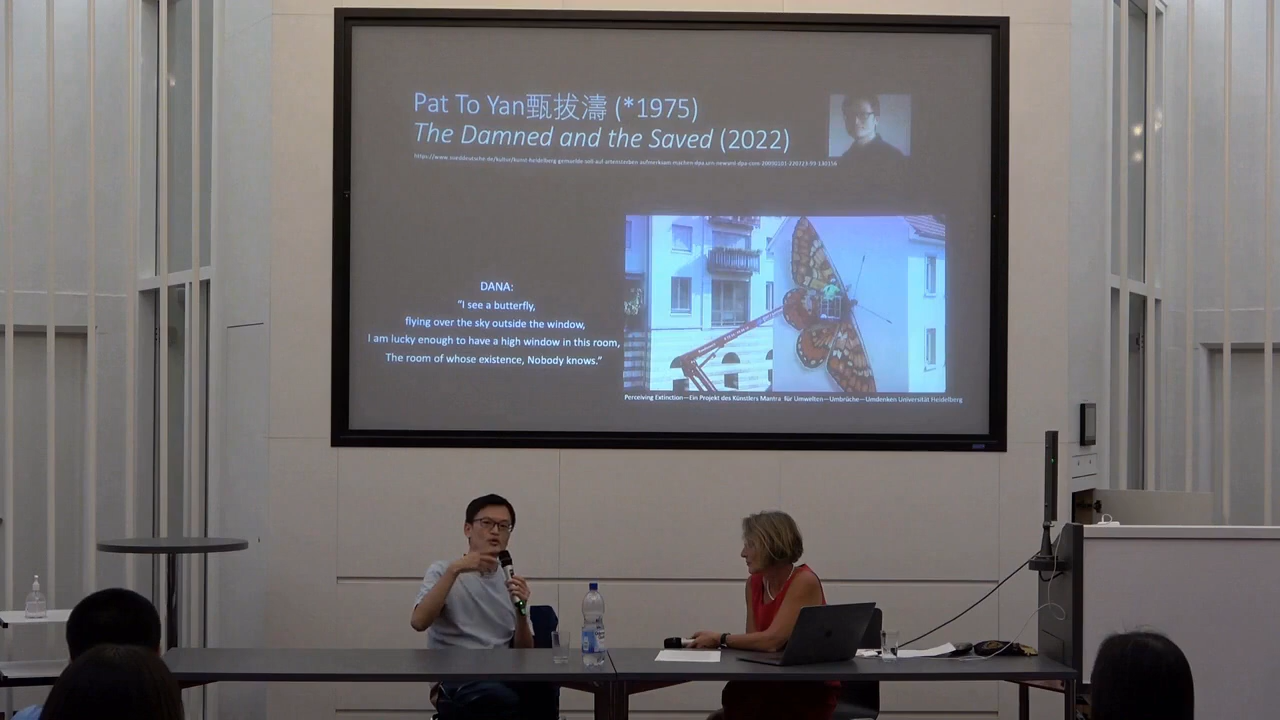 Pat To Yan甄拔濤 (*1975)
The Damned and the Saved (2022)
DANA:
“I see a butterfly,
flying over the sky outside the window,
I am lucky enough to have a high window in this room,
The room of whose existence, Nobody knows.”
Perceiving Extinction—Ein Projekt des Künstlers Mantra für Umwelten—Umbrüche—Umdenken Universität Heidelberg